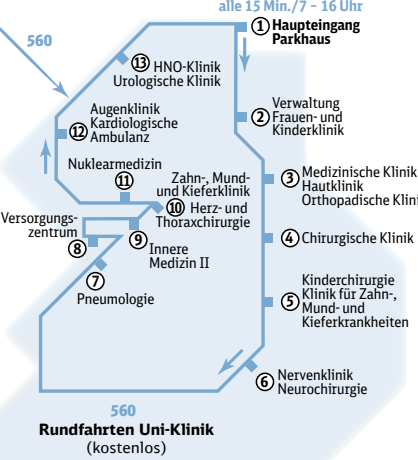 alle 15 Min./7 – 16 Uhr
560
1 Haupteingang
Parkhaus
13 HNO-Klinik
Urologische Klinik
2 Verwaltung
Frauen- und
Kinderklinik
12 Augenklinik
Kardiologische
Ambulanz
3 Medizinische Klinik
Hautklinik
Orthopadische Klini
Nuklearmedizin
11
Zahn-, Mund-
und Kieferklinik
10 Herz- und
Thoraxchirurgie
Versorgungs-
zentrum
8
9 Innere
Medizin II
4 Chirurgische Klinik
7
Pneumologie
5 Kinderchirurgie
Klinik für Zahn-,
Mund- und
Kieferkrankheiten
6 Nervenklinik
Neurochirurgie
560
Rundfahrten Uni-Klinik
(kostenlos)